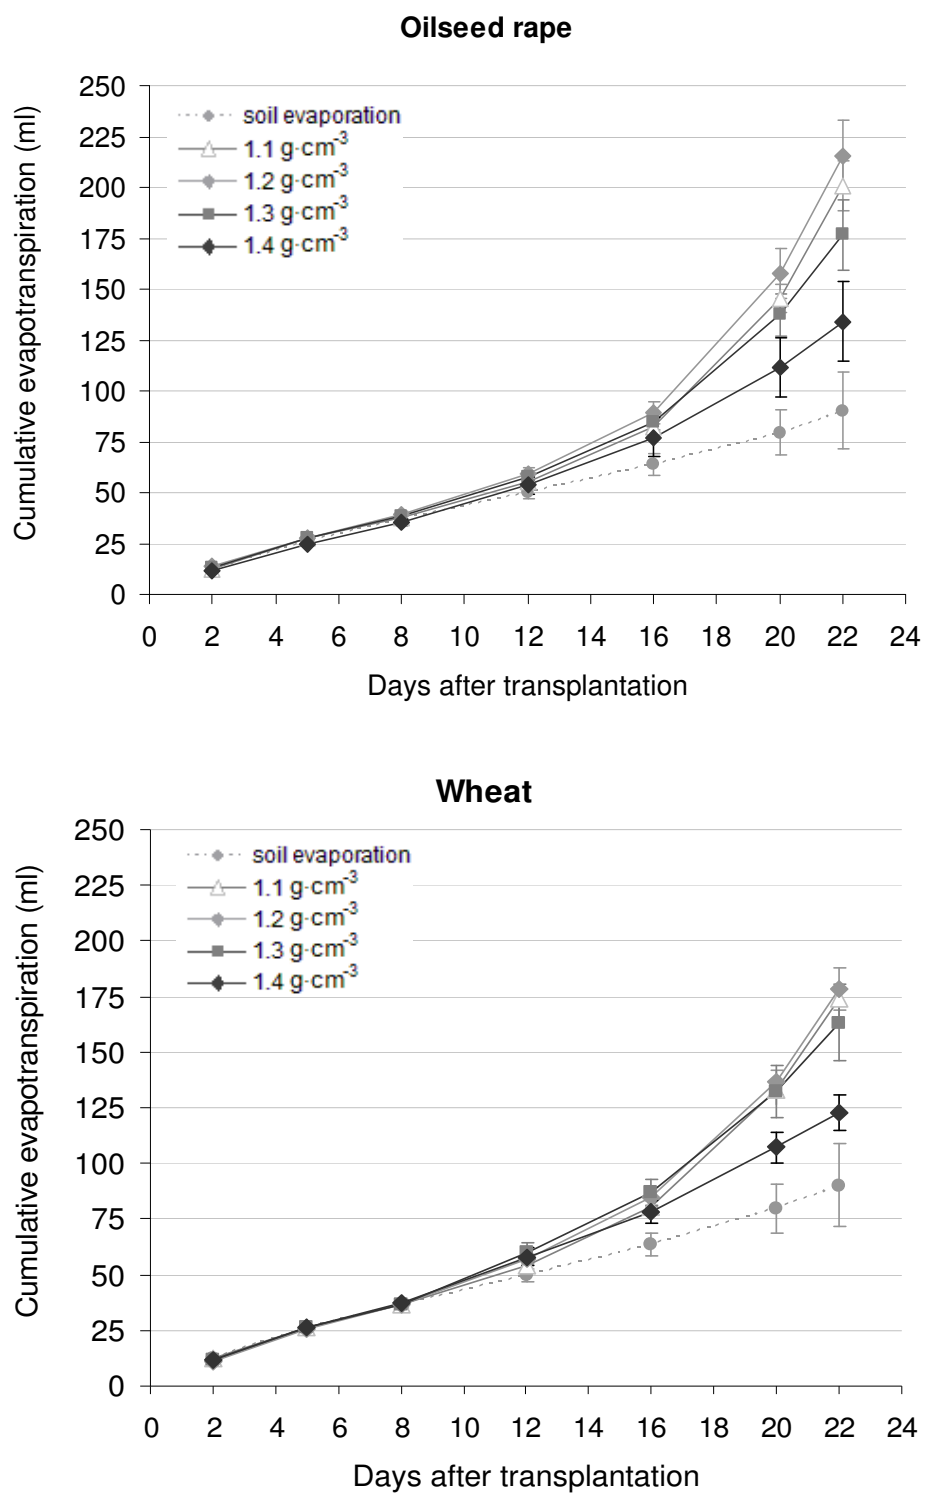 Oilseed rape
Cumulative evapotranspiration (ml)
250
225
200
175
150
125
100
75
50
25
0
soil evaporation
1.1 g·cm⁻³
1.2 g·cm⁻³
1.3 g·cm⁻³
1.4 g·cm⁻³
0 2 4 6 8 10 12 14 16 18 20 22 24
Days after transplantation
Wheat
Cumulative evapotranspiration (ml)
250
225
200
175
150
125
100
75
50
25
0
soil evaporation
1.1 g·cm⁻³
1.2 g·cm⁻³
1.3 g·cm⁻³
1.4 g·cm⁻³
0 2 4 6 8 10 12 14 16 18 20 22 24
Days after transplantation